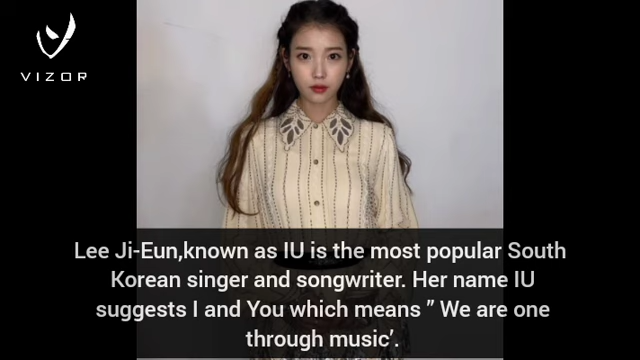 VIZOR
Lee Ji-Eun,known as IU is the most popular South
Korean singer and songwriter. Her name IU
suggests I and You which means ” We are one
through music’.